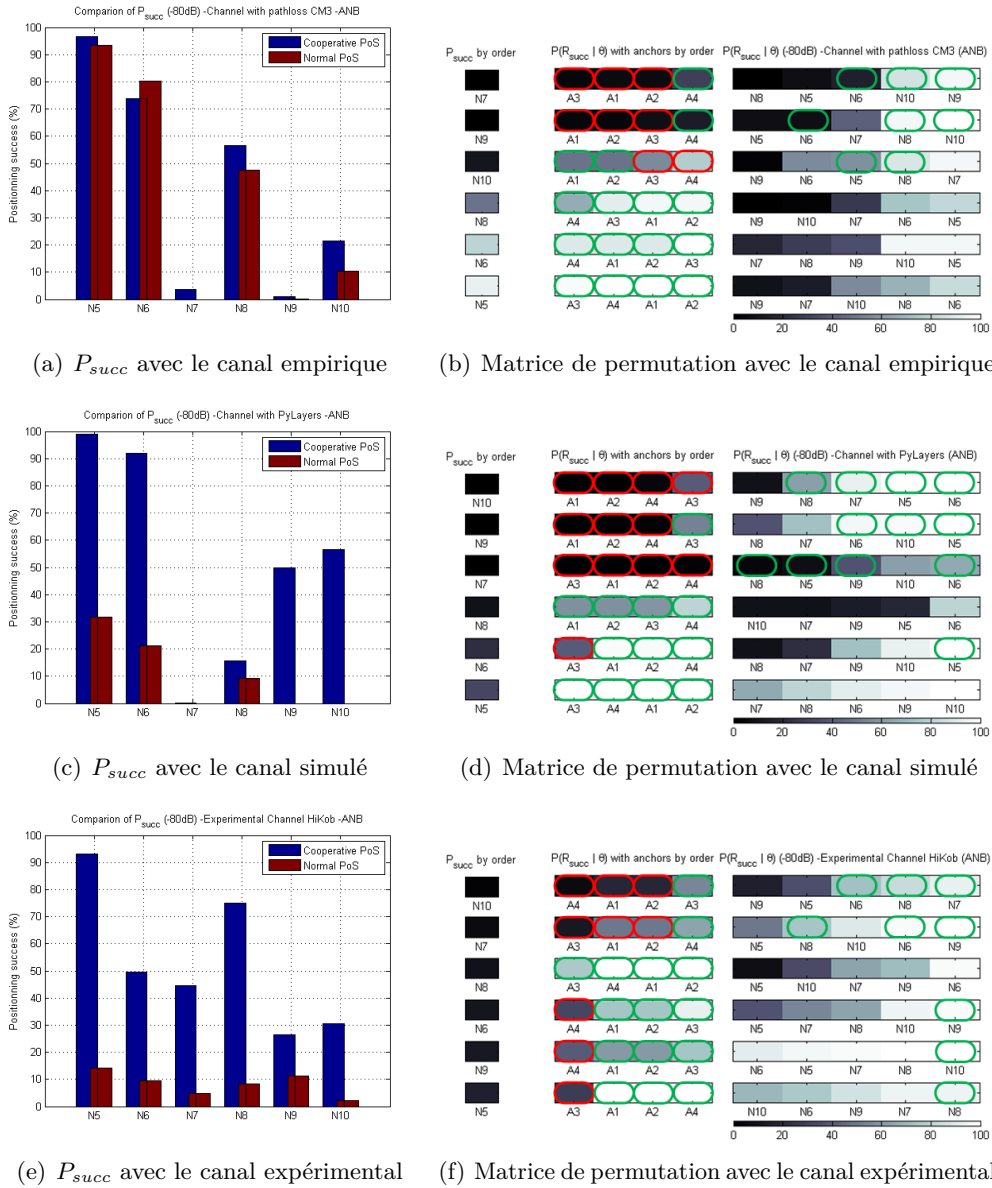 Comparion of P_succ (-80dB) -Channel with pathloss CM3 -ANB
Positionning success (%)
100
90
80
70
60
50
40
30
20
10
0
N5 N6 N7 N8 N9 N10
Cooperative PoS
Normal PoS
(a) P_succ avec le canal empirique
P_succ by order
P(R_succ | θ) with anchors by order
P(R_succ | θ) (-80dB) -Channel with pathloss CM3 (ANB)
N7 A3 A1 A2 A4 N8 N5 N6 N10 N9
N9 A1 A2 A3 A4 N5 N6 N7 N8 N10
N10 A1 A2 A3 A4 N9 N6 N5 N8 N7
N8 A4 A3 A1 A2 N9 N10 N7 N6 N5
N6 A4 A1 A2 A3 N7 N8 N9 N10 N5
N5 A3 A4 A1 A2 N9 N7 N10 N8 N6
0 20 40 60 80 100
(b) Matrice de permutation avec le canal empirique
Comparion of P_succ (-80dB) -Channel with PyLayers -ANB
Positionning success (%)
100
90
80
70
60
50
40
30
20
10
0
N5 N6 N7 N8 N9 N10
Cooperative PoS
Normal PoS
(c) P_succ avec le canal simulé
P_succ by order
P(R_succ | θ) with anchors by order
P(R_succ | θ) (-80dB) -Channel with PyLayers (ANB)
N10 A1 A2 A4 A3 N9 N8 N7 N5 N6
N9 A1 A2 A4 A3 N8 N7 N6 N10 N5
N7 A3 A1 A2 A4 N8 N5 N9 N10 N6
N8 A1 A2 A3 A4 N10 N7 N9 N5 N6
N6 A3 A1 A2 A4 N8 N7 N9 N10 N5
N5 A3 A4 A1 A2 N7 N8 N6 N9 N10
0 20 40 60 80 100
(d) Matrice de permutation avec le canal simulé
Comparion of P_succ (-80dB) -Experimental Channel HiKob -ANB
Positionning success (%)
100
90
80
70
60
50
40
30
20
10
0
N5 N6 N7 N8 N9 N10
Cooperative PoS
Normal PoS
(e) P_succ avec le canal expérimental
P_succ by order
P(R_succ | θ) with anchors by order
P(R_succ | θ) (-80dB) -Experimental Channel HiKob (ANB)
N10 A4 A1 A2 A3 N9 N5 N6 N8 N7
N7 A3 A1 A2 A4 N5 N8 N10 N6 N9
N8 A3 A1 A2 A4 N5 N10 N7 N9 N6
N6 A4 A1 A2 A3 N5 N7 N8 N10 N9
N9 A4 A1 A2 A3 N6 N5 N8 N7 N10
N5 A3 A1 A2 A4 N10 N6 N9 N7 N8
0 20 40 60 80 100
(f) Matrice de permutation avec le canal expérimental